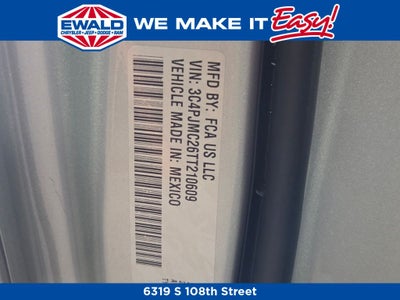 EWALD
CHRYSLER • JEEP • DODGE • RAM
WE MAKE IT Easy!
MFD BY: FCA US LLC
VIN: 3C4PJMC26TT210609
VEHICLE MADE IN: MEXICO
6319 S 108th Street